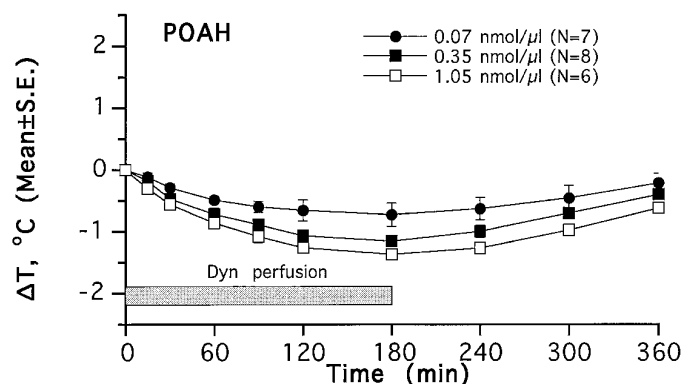 POAH
0.07 nmol/µl (N=7)
0.35 nmol/µl (N=8)
1.05 nmol/µl (N=6)
ΔT, °C (Mean±S.E.)
2
1
0
-1
-2
Dyn perfusion
0 60 120 180 240 300 360
Time (min)